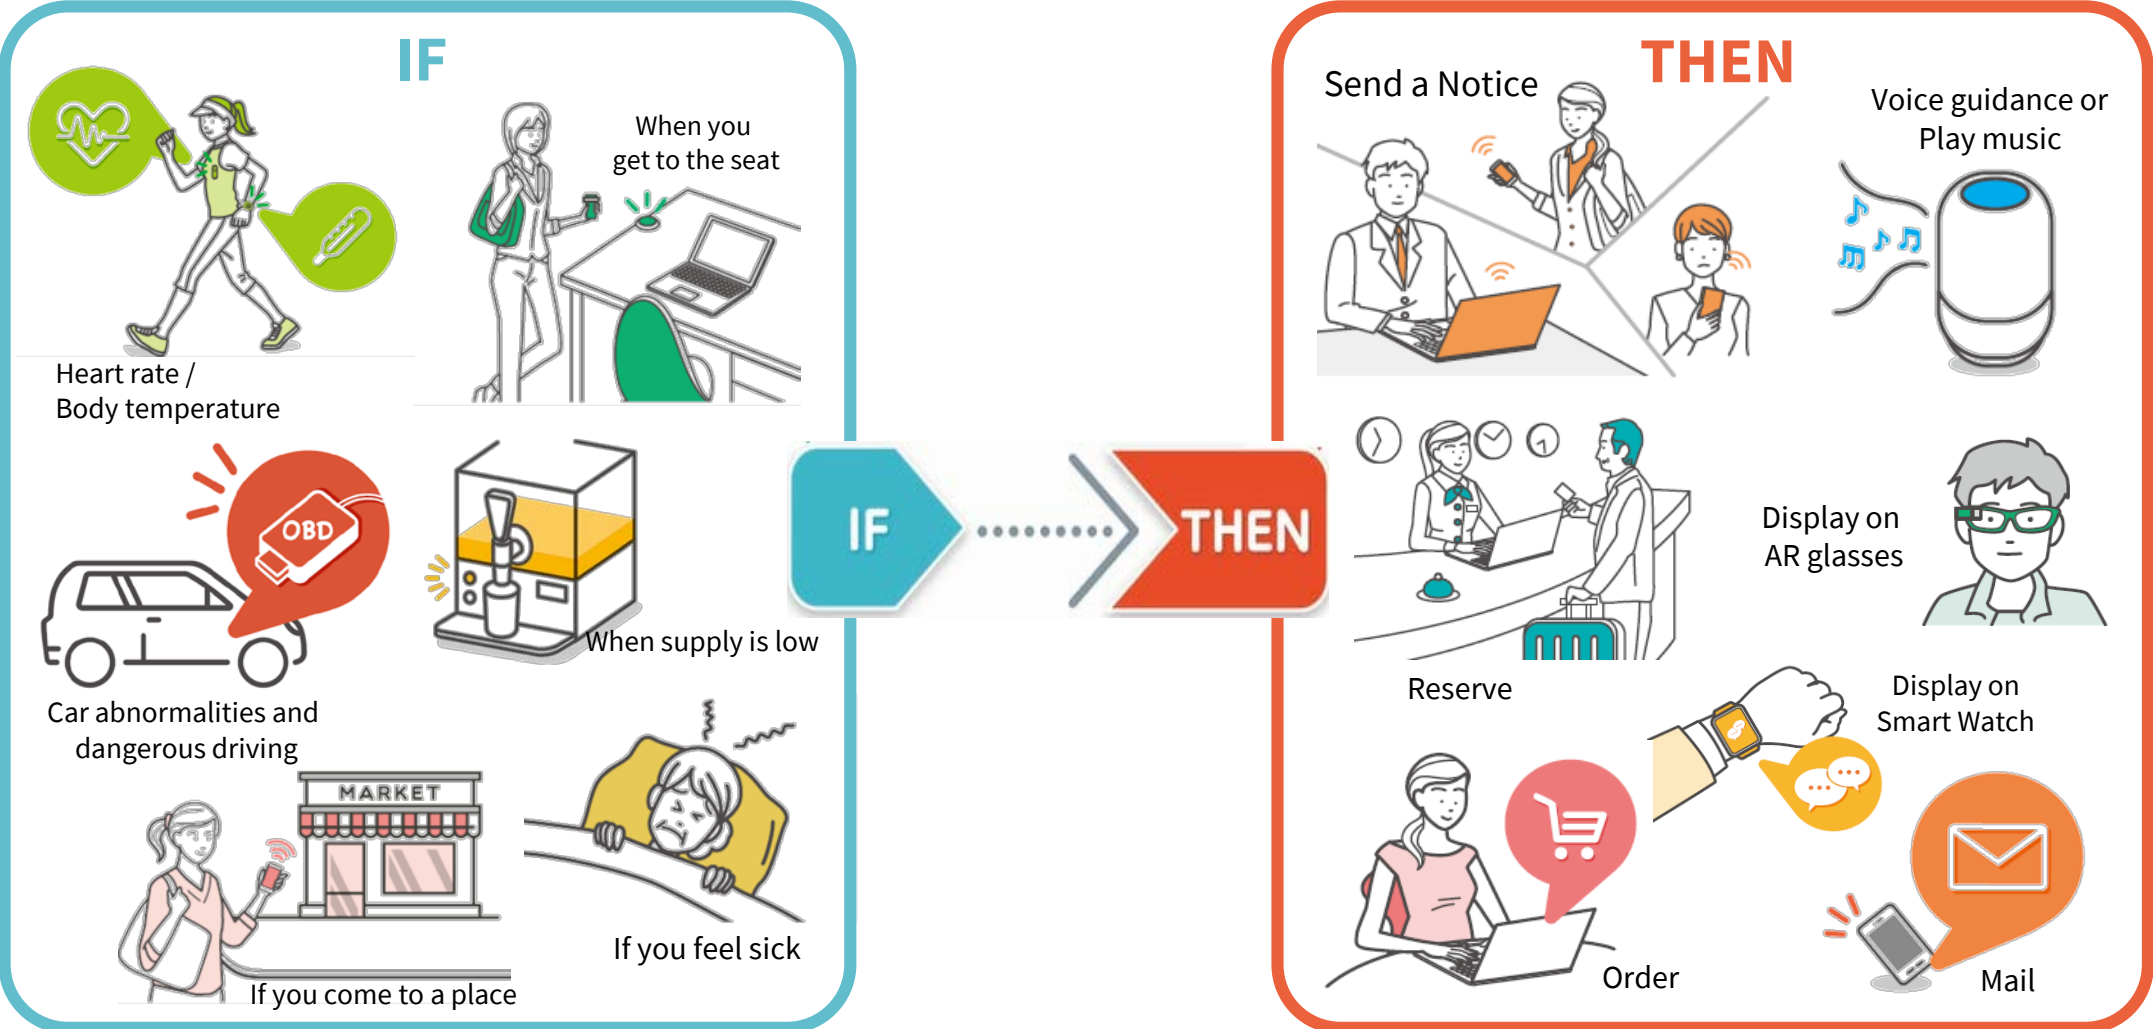 IF
When you
get to the seat
Heart rate /
Body temperature
OBD
When supply is low
Car abnormalities and
dangerous driving
MARKET
If you feel sick
If you come to a place
IF
THEN
THEN
Send a Notice
Voice guidance or
Play music
Display on
AR glasses
Reserve
Display on
Smart Watch
Order
Mail